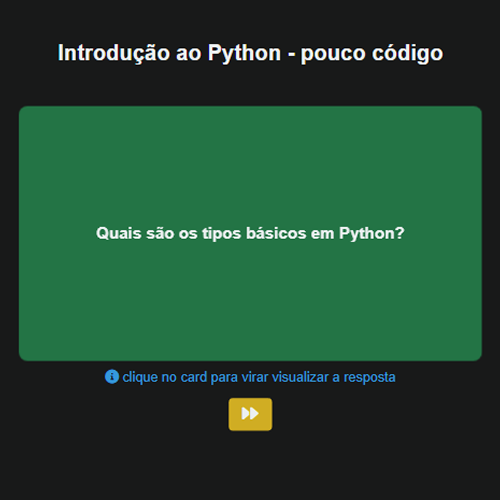 Introdução ao Python - pouco código
Quais são os tipos básicos em Python?
clique no card para virar visualizar a resposta